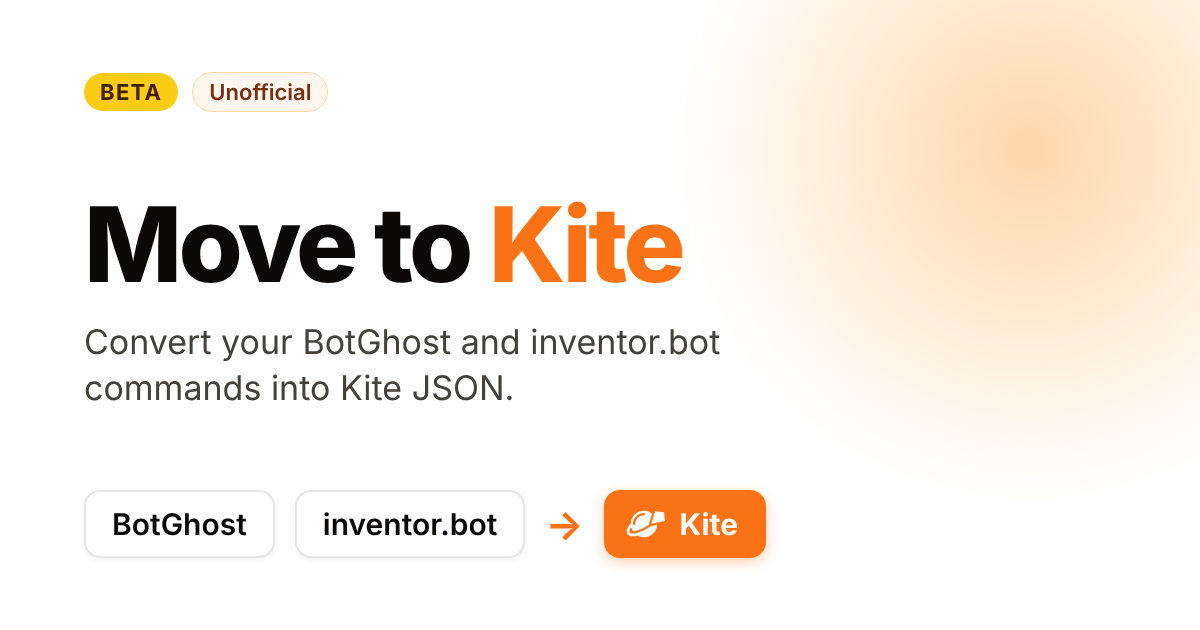 BETA Unofficial
Move to Kite
Convert your BotGhost and inventor.bot
commands into Kite JSON.
BotGhost inventor.bot → Kite